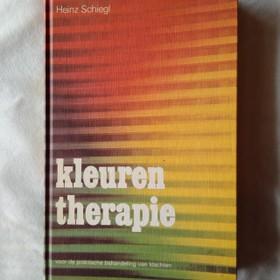 Heinz Schiegl
kleuren
therapie
voor de praktische behandeling van klachten